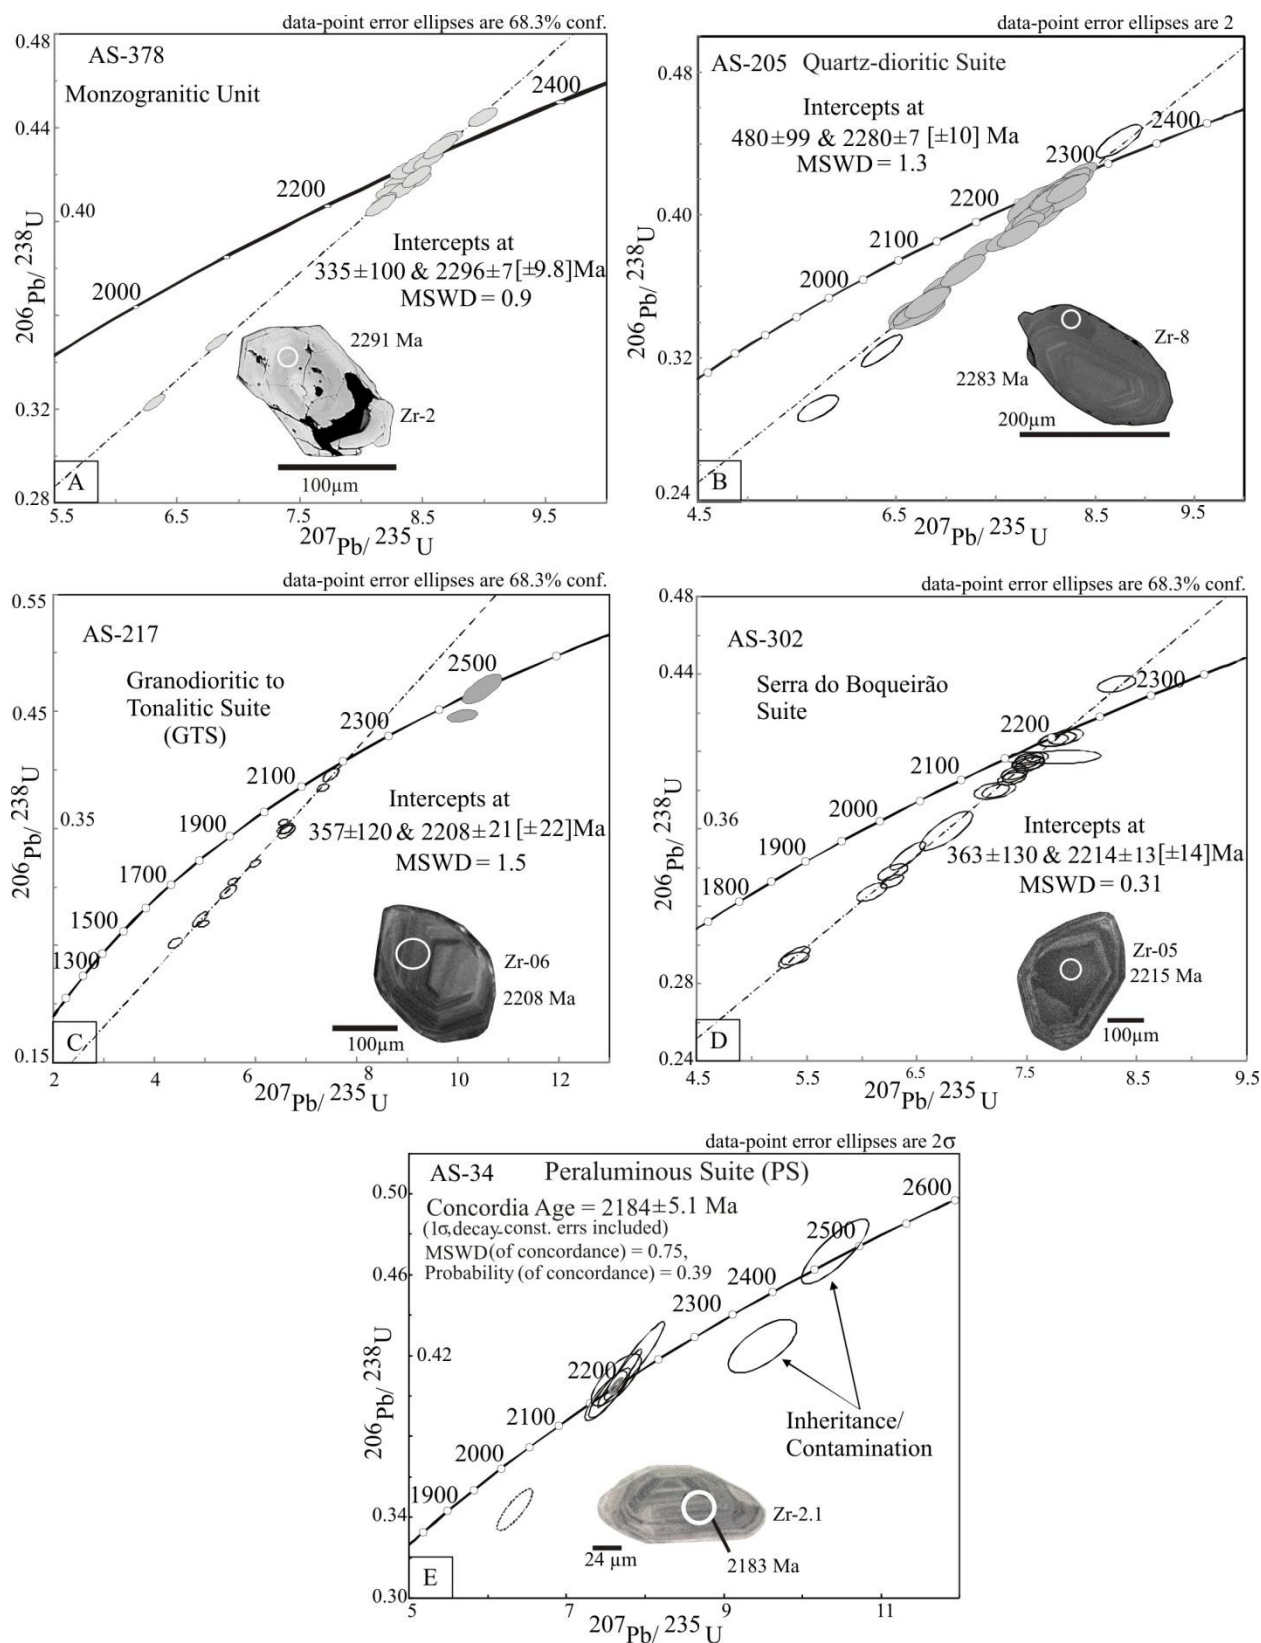 data-point error ellipses are 68.3% conf.
AS-378
Monzogranitic Unit
2400
2200
2000
Intercepts at
335±100 & 2296±7[±9.8]Ma
MSWD = 0.9
2291 Ma
Zr-2
100µm
A
0.48
0.44
0.40
0.32
0.28
206Pb/ 238U
5.5
6.5
7.5
8.5
9.5
207Pb/ 235U
data-point error ellipses are 2
AS-205 Quartz-dioritic Suite
Intercepts at
480±99 & 2280±7 [±10] Ma
MSWD = 1.3
2400
2300
2200
2100
2000
Zr-8
2283 Ma
200µm
B
0.48
0.40
0.32
0.24
206Pb/ 238U
4.5
6.5
8.5
9.5
207Pb/ 235U
data-point error ellipses are 68.3% conf.
AS-217
Granodioritic to
Tonalitic Suite
(GTS)
2500
2300
2100
1900
1700
1500
1300
Intercepts at
357±120 & 2208±21[±22]Ma
MSWD = 1.5
Zr-06
2208 Ma
100µm
C
0.55
0.45
0.35
0.15
206Pb/ 238U
2
4
6
8
10
12
207Pb/ 235U
data-point error ellipses are 68.3% conf.
AS-302
Serra do Boqueirão
Suite
2300
2200
2100
2000
1900
1800
Intercepts at
363±130 & 2214±13[±14]Ma
MSWD = 0.31
Zr-05
2215 Ma
100µm
D
0.48
0.44
0.36
0.28
0.24
206Pb/ 238U
4.5
5.5
6.5
7.5
8.5
9.5
207Pb/ 235U
data-point error ellipses are 2σ
AS-34 Peraluminous Suite (PS)
Concordia Age = 2184±5.1 Ma
(1σ,decay-const. errs included)
MSWD (of concordance) = 0.75,
Probability (of concordance) = 0.39
2600
2500
2400
2300
2200
2100
2000
1900
Inheritance/
Contamination
Zr-2.1
2183 Ma
24 µm
E
0.50
0.46
0.42
0.34
0.30
206Pb/ 238U
5
7
9
11
207Pb/ 235U